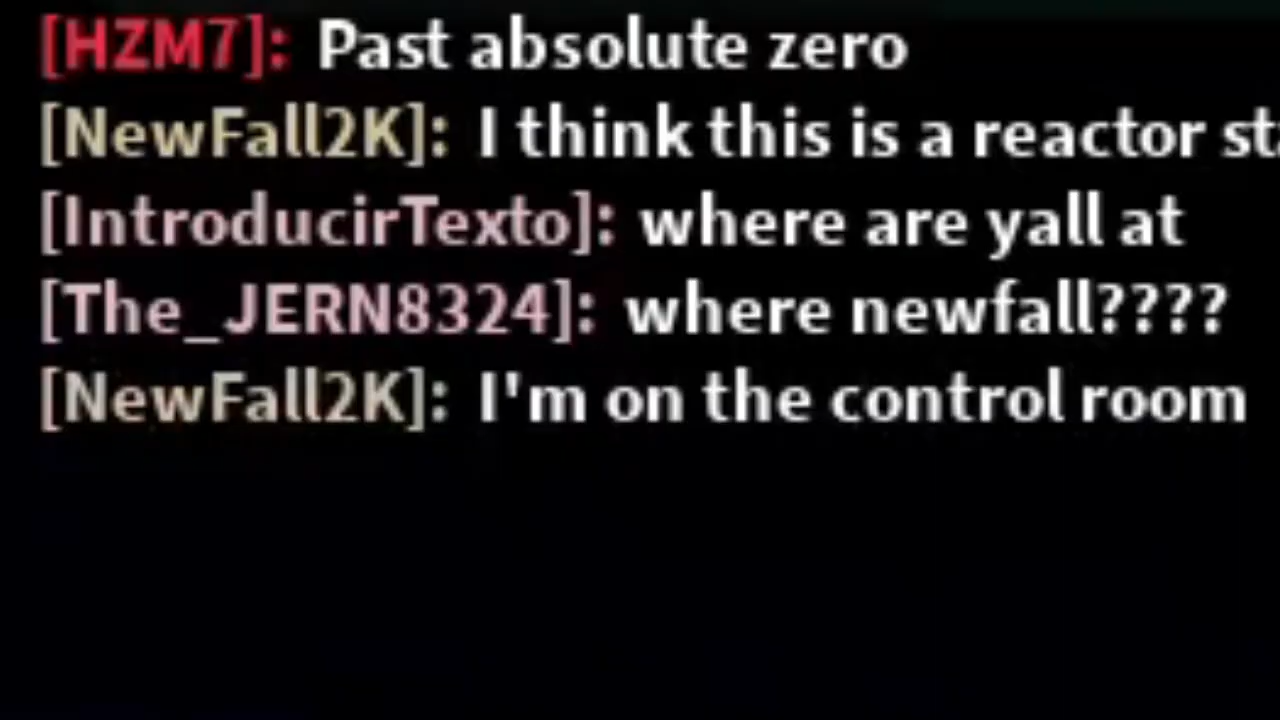 [HZM7]: Past absolute zero
[NewFall2K]: I think this is a reactor
[IntroducirTexto]: where are yall at
[The_JERN8324]: where newfall????
[NewFall2K]: I'm on the control room